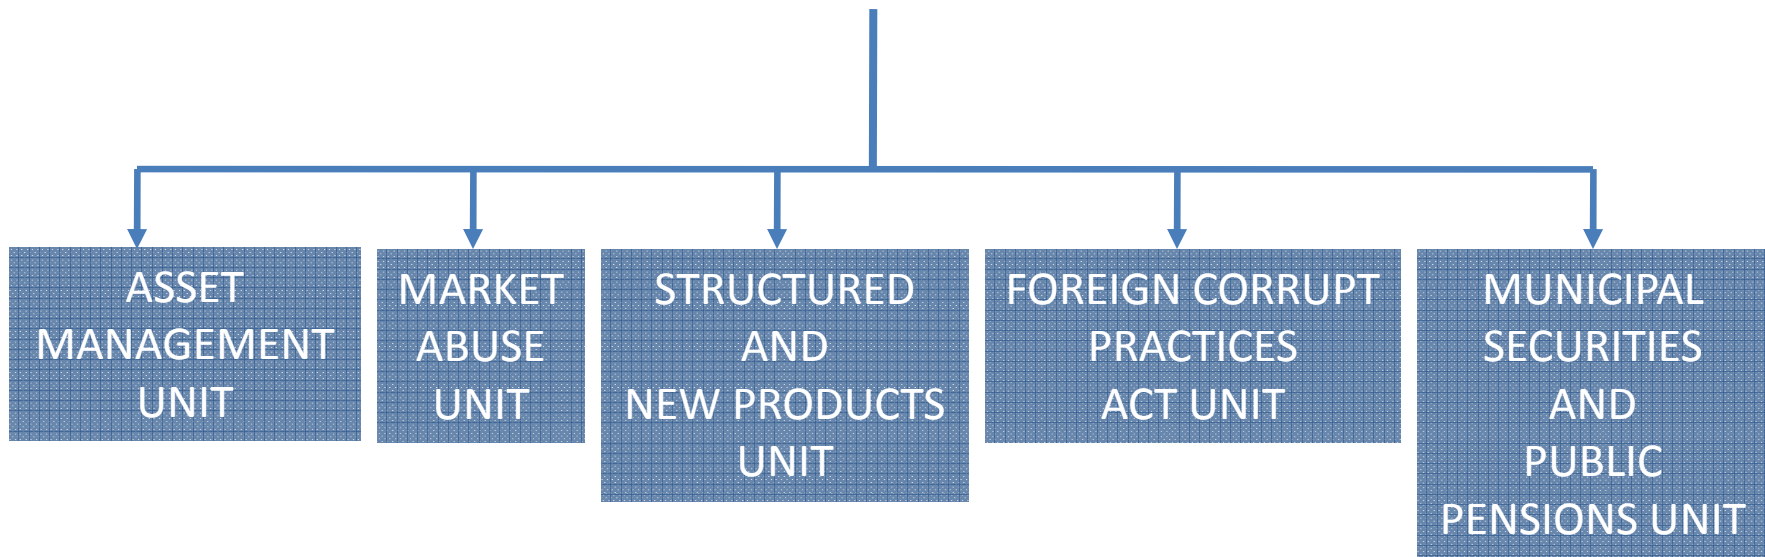 ASSET
MANAGEMENT
UNIT
MARKET
ABUSE
UNIT
STRUCTURED
AND
NEW PRODUCTS
UNIT
FOREIGN CORRUPT
PRACTICES
ACT UNIT
MUNICIPAL
SECURITIES
AND
PUBLIC
PENSIONS UNIT